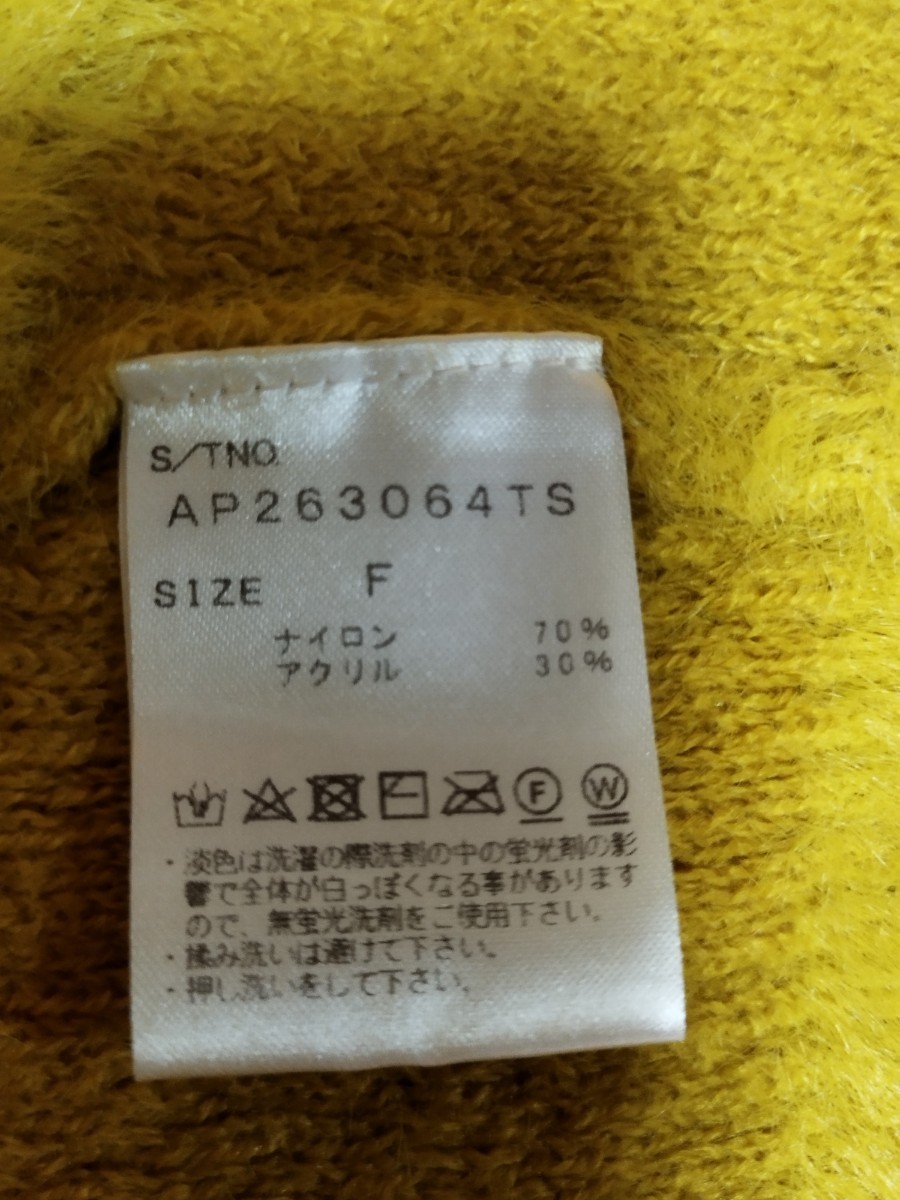 S/TNO.
AP263064TS
SIZE F
ナイロン 70%
アクリル 30%
F W
・淡色は洗濯の際洗剤の中の蛍光剤の影
響で全体が白っぽくなる事があります
ので、無蛍光洗剤をご使用下さい。
・揉み洗いは避けて下さい。
・押し洗いをして下さい。